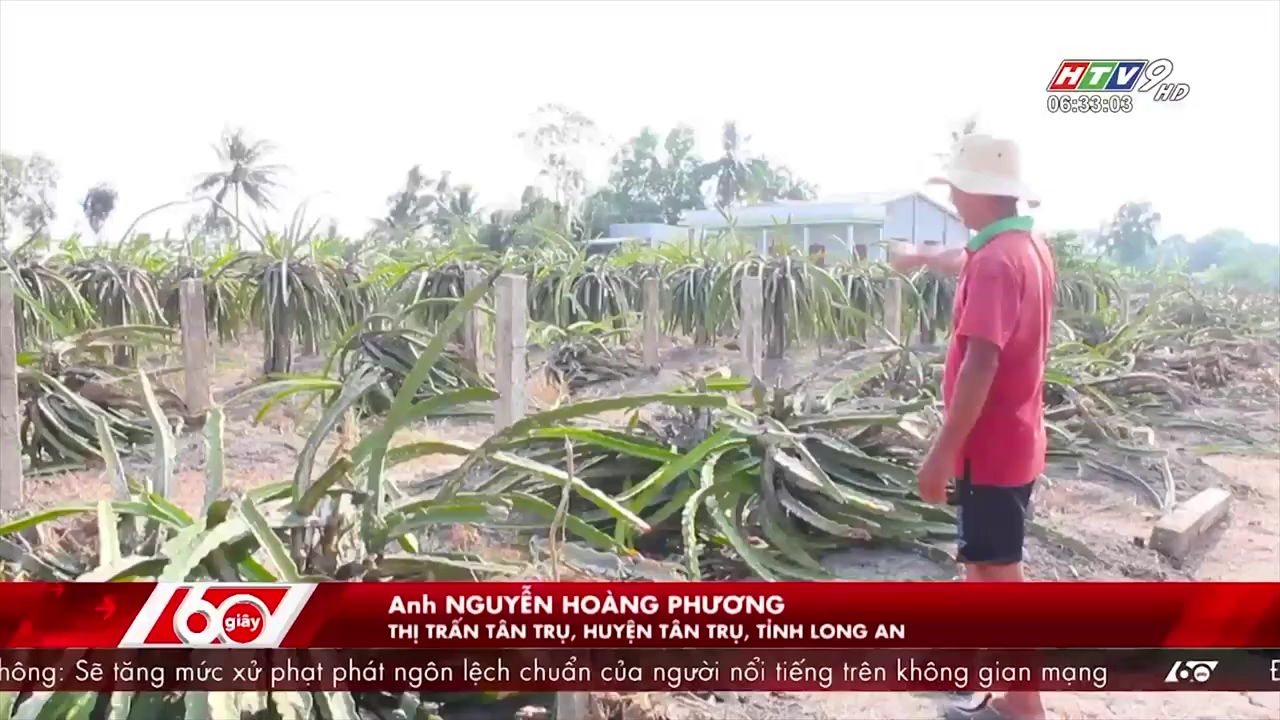 HTV9 HD
06:33:03
60 giây
Anh NGUYỄN HOÀNG PHƯƠNG
THỊ TRẤN TÂN TRỤ, HUYỆN TÂN TRỤ, TỈNH LONG AN
hông: Sẽ tăng mức xử phạt phát ngôn lệch chuẩn của người nổi tiếng trên không gian mạng 60 Đ